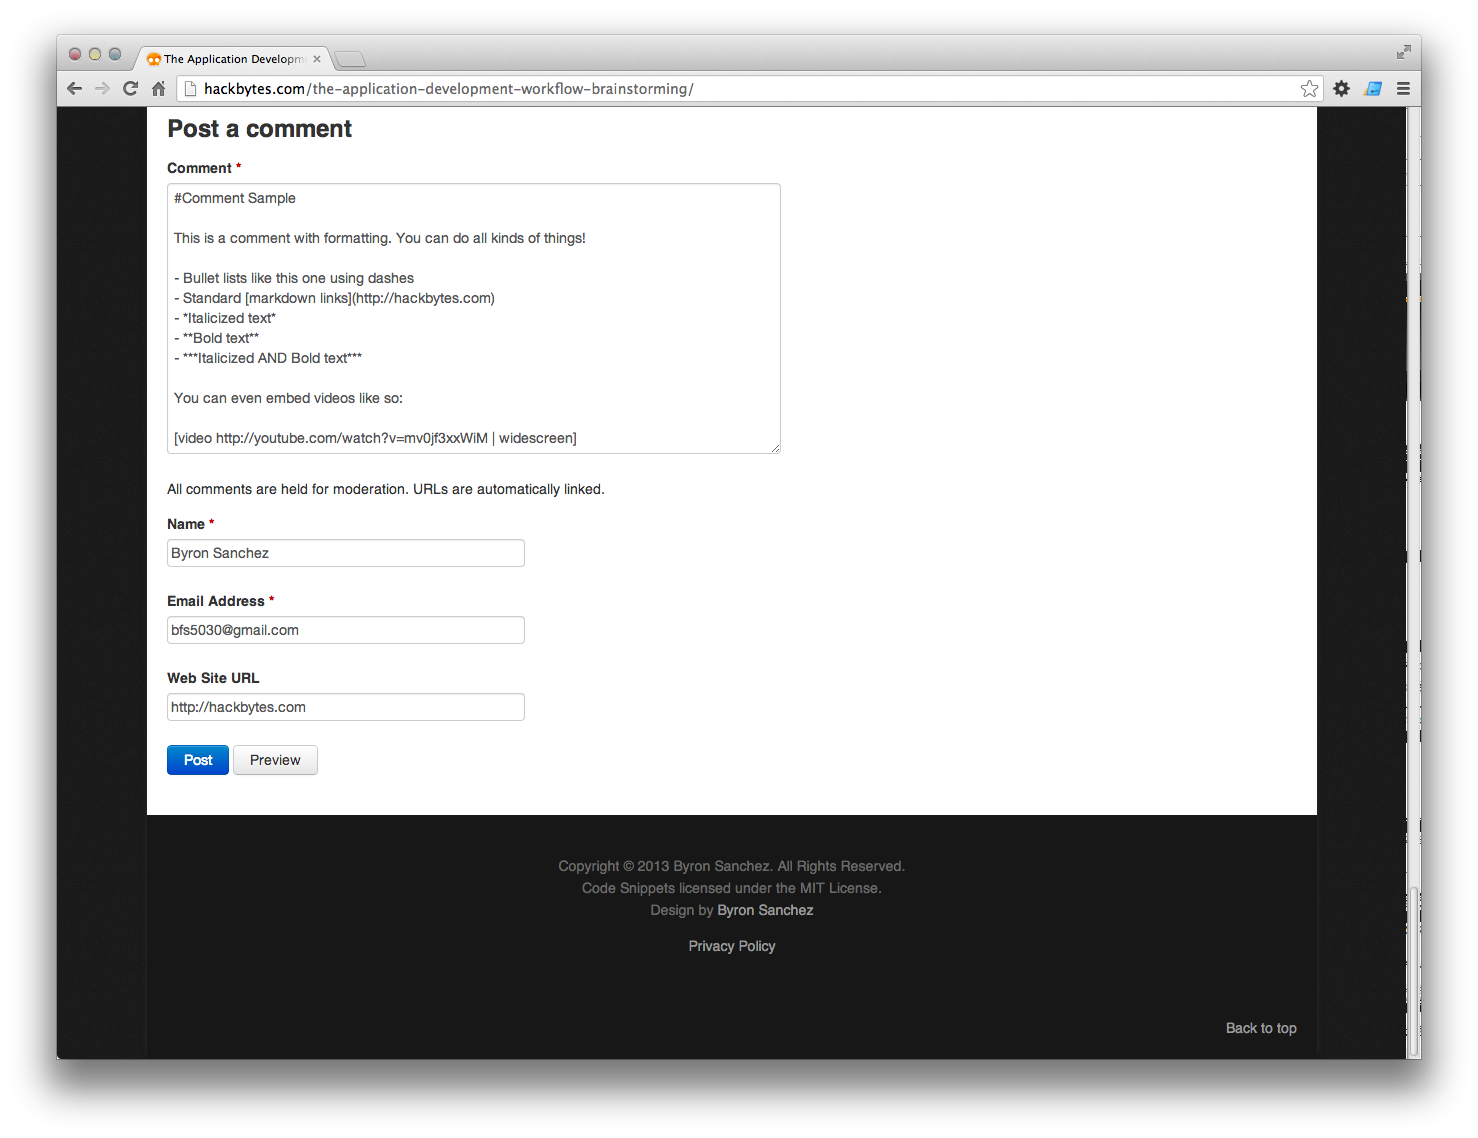 The Application Developm
hackbytes.com/the-application-development-workflow-brainstorming/
Post a comment
Comment *
#Comment Sample
This is a comment with formatting. You can do all kinds of things!
- Bullet lists like this one using dashes
- Standard [markdown links](http://hackbytes.com)
- *Italicized text*
- **Bold text**
- ***Italicized AND Bold text***
You can even embed videos like so:
[video http://youtube.com/watch?v=mv0jf3xxWiM | widescreen]
All comments are held for moderation. URLs are automatically linked.
Name *
Byron Sanchez
Email Address *
bfs5030@gmail.com
Web Site URL
http://hackbytes.com
Post Preview
Copyright © 2013 Byron Sanchez. All Rights Reserved.
Code Snippets licensed under the MIT License.
Design by Byron Sanchez
Privacy Policy
Back to top